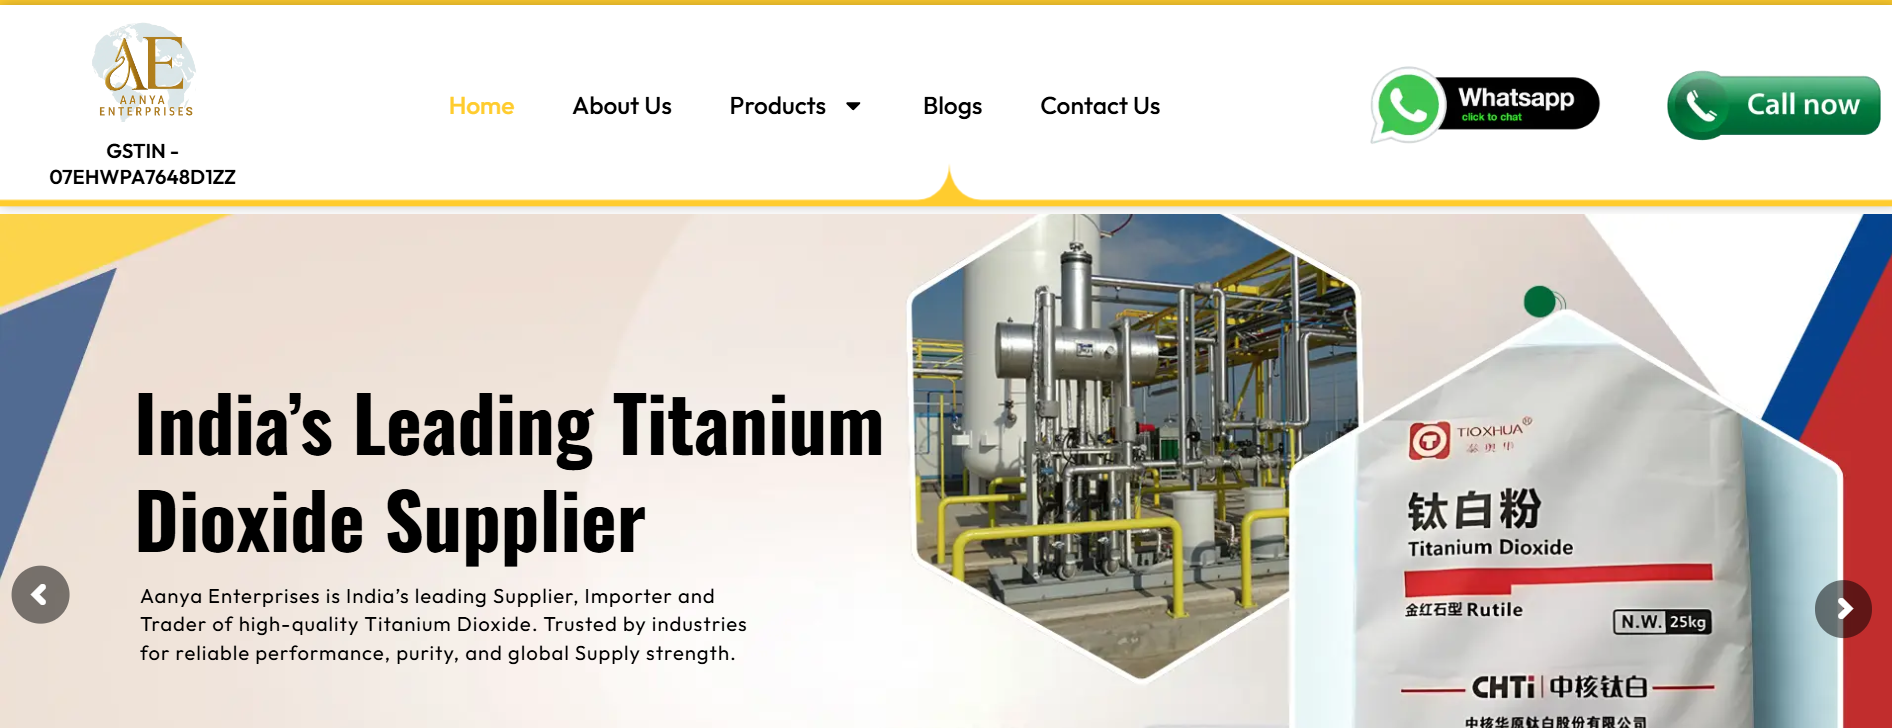 AE
AANYA
ENTERPRISES
GSTIN -
07EHWPA7648D1ZZ
Home
About Us
Products
Blogs
Contact Us
Whatsapp
click to chat
Call now
India’s Leading Titanium
Dioxide Supplier
Aanya Enterprises is India’s leading Supplier, Importer and
Trader of high-quality Titanium Dioxide. Trusted by industries
for reliable performance, purity, and global Supply strength.
TIOXHUA®
泰奥华
钛白粉
Titanium Dioxide
金红石型 Rutile
N.W. 25kg
CHTi 中核钛白
中核华原钛白股份有限公司